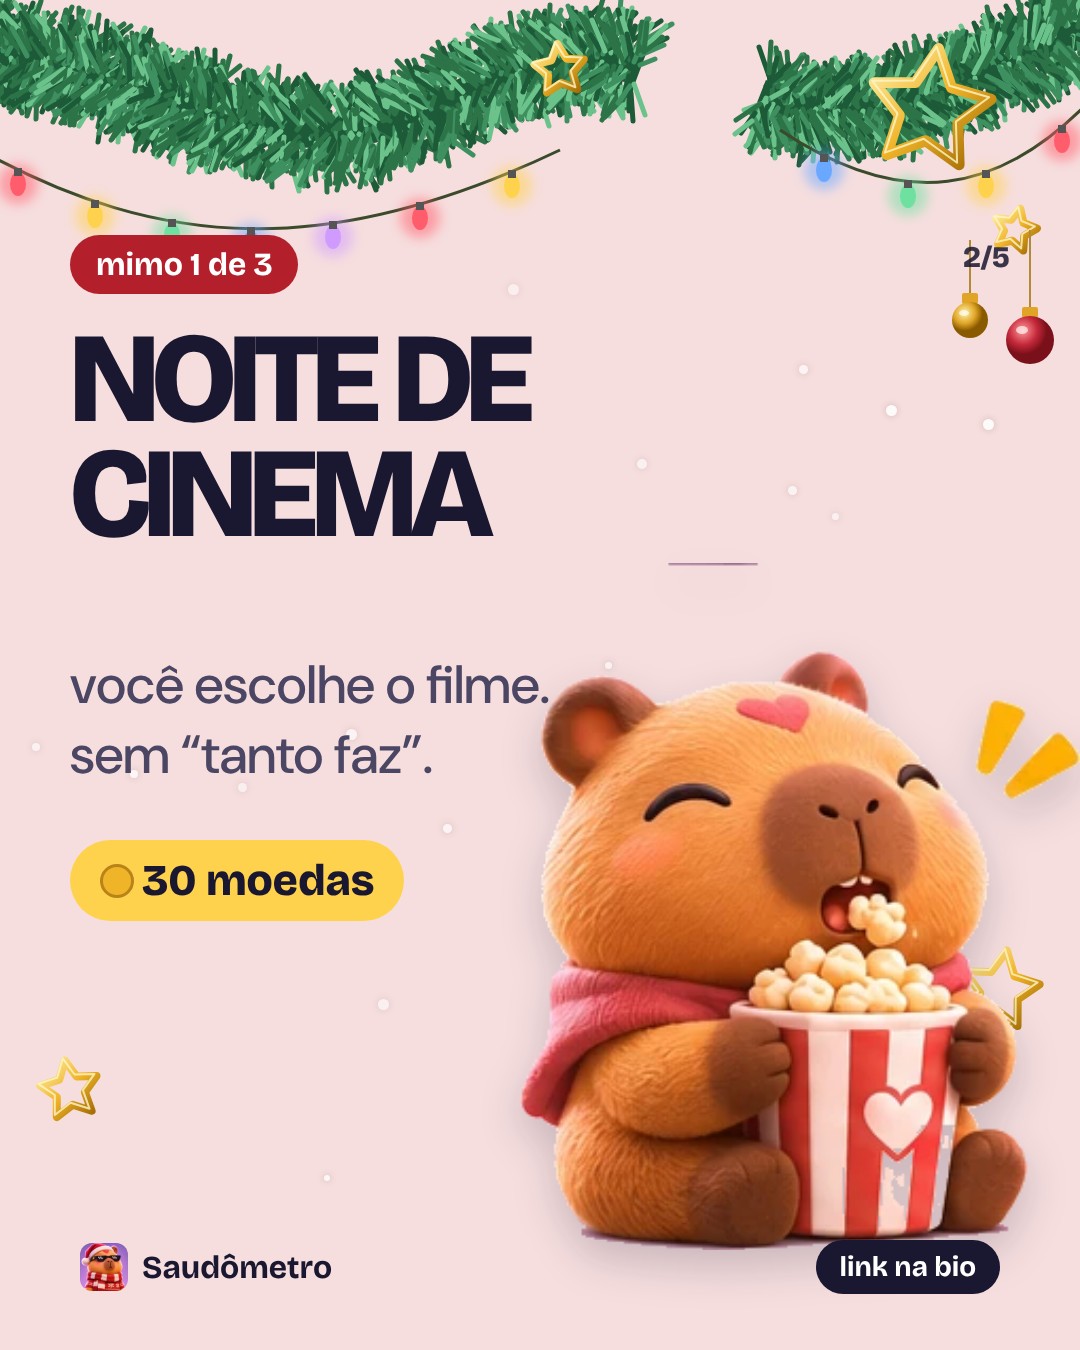 mimo 1 de 3
2/5
NOITE DE
CINEMA
você escolhe o filme.
sem “tanto faz”.
30 moedas
Saudômetro
link na bio